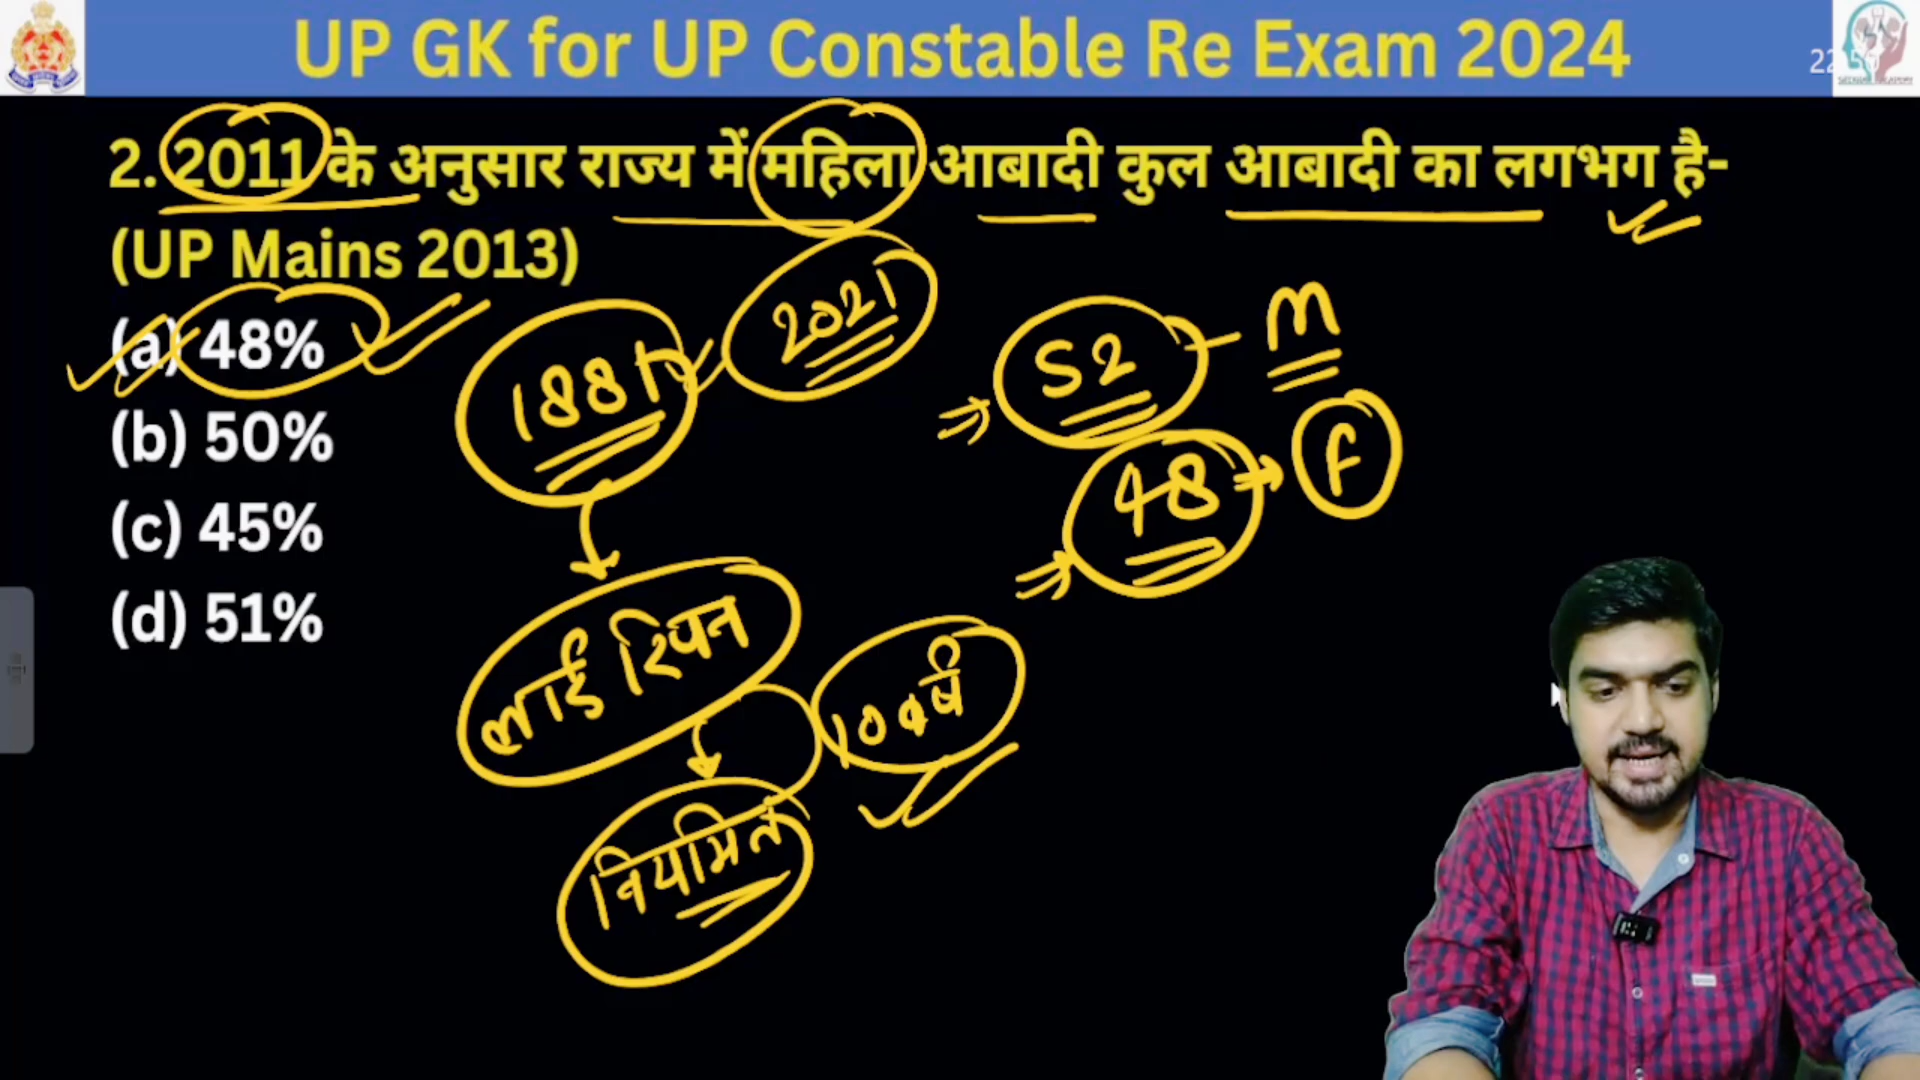 UP GK for UP Constable Re Exam 2024
22
2. 2011 के अनुसार राज्य में महिला आबादी कुल आबादी का लगभग है-
(UP Mains 2013)
(a) 48%
(b) 50%
(c) 45%
(d) 51%
2021
1881
52 - M
48 → F
लार्ड रिपन
10 वर्ष
नियमित